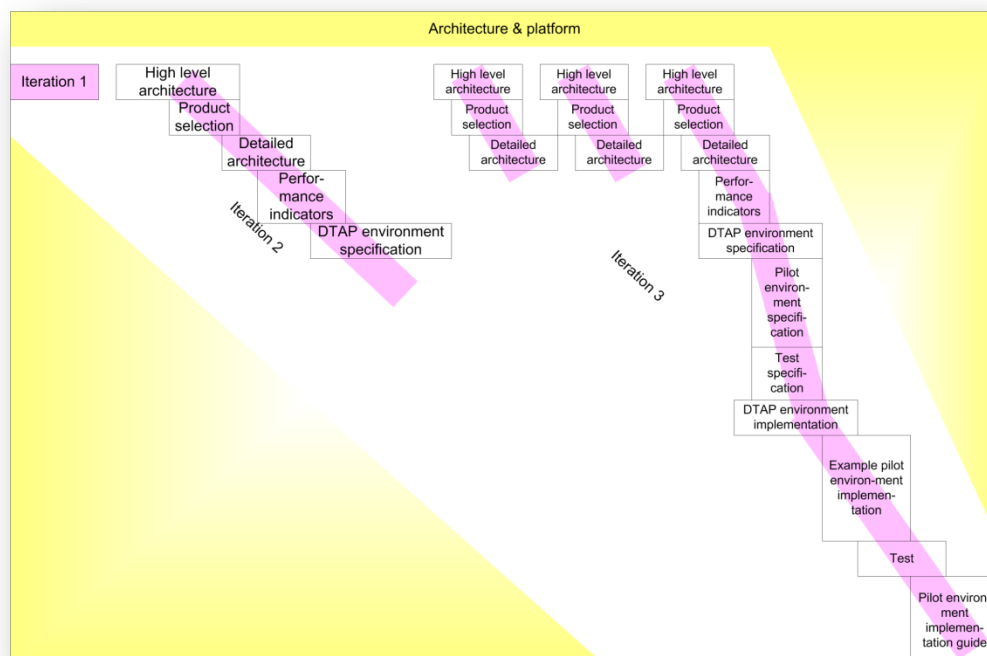 Architecture & platform
Iteration 1
High level
architecture
Product
selection
Detailed
architecture
Perfor-
mance
indicators
DTAP environment
specification
Iteration 2
High level
architecture
Product
selection
Detailed
architecture
High level
architecture
Product
selection
Detailed
architecture
Iteration 3
High level
architecture
Product
selection
Detailed
architecture
Perfor-
mance
indicators
DTAP environment
specification
Pilot
environ-
ment
specifi-
cation
Test
specifi-
cation
DTAP environment
implementation
Example pilot
environ-ment
implemen-
tation
Test
Pilot environ-
ment
implemen-
tation guide